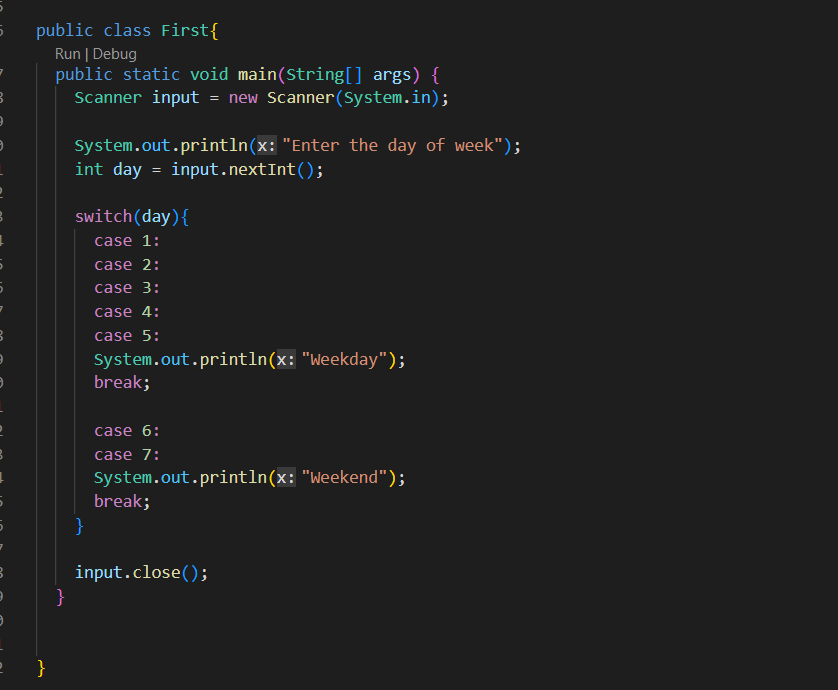 public class First{
Run | Debug
public static void main(String[] args) {
Scanner input = new Scanner(System.in);
System.out.println(x: "Enter the day of week");
int day = input.nextInt();
switch(day){
case 1:
case 2:
case 3:
case 4:
case 5:
System.out.println(x: "Weekday");
break;
case 6:
case 7:
System.out.println(x: "Weekend");
break;
}
input.close();
}
}